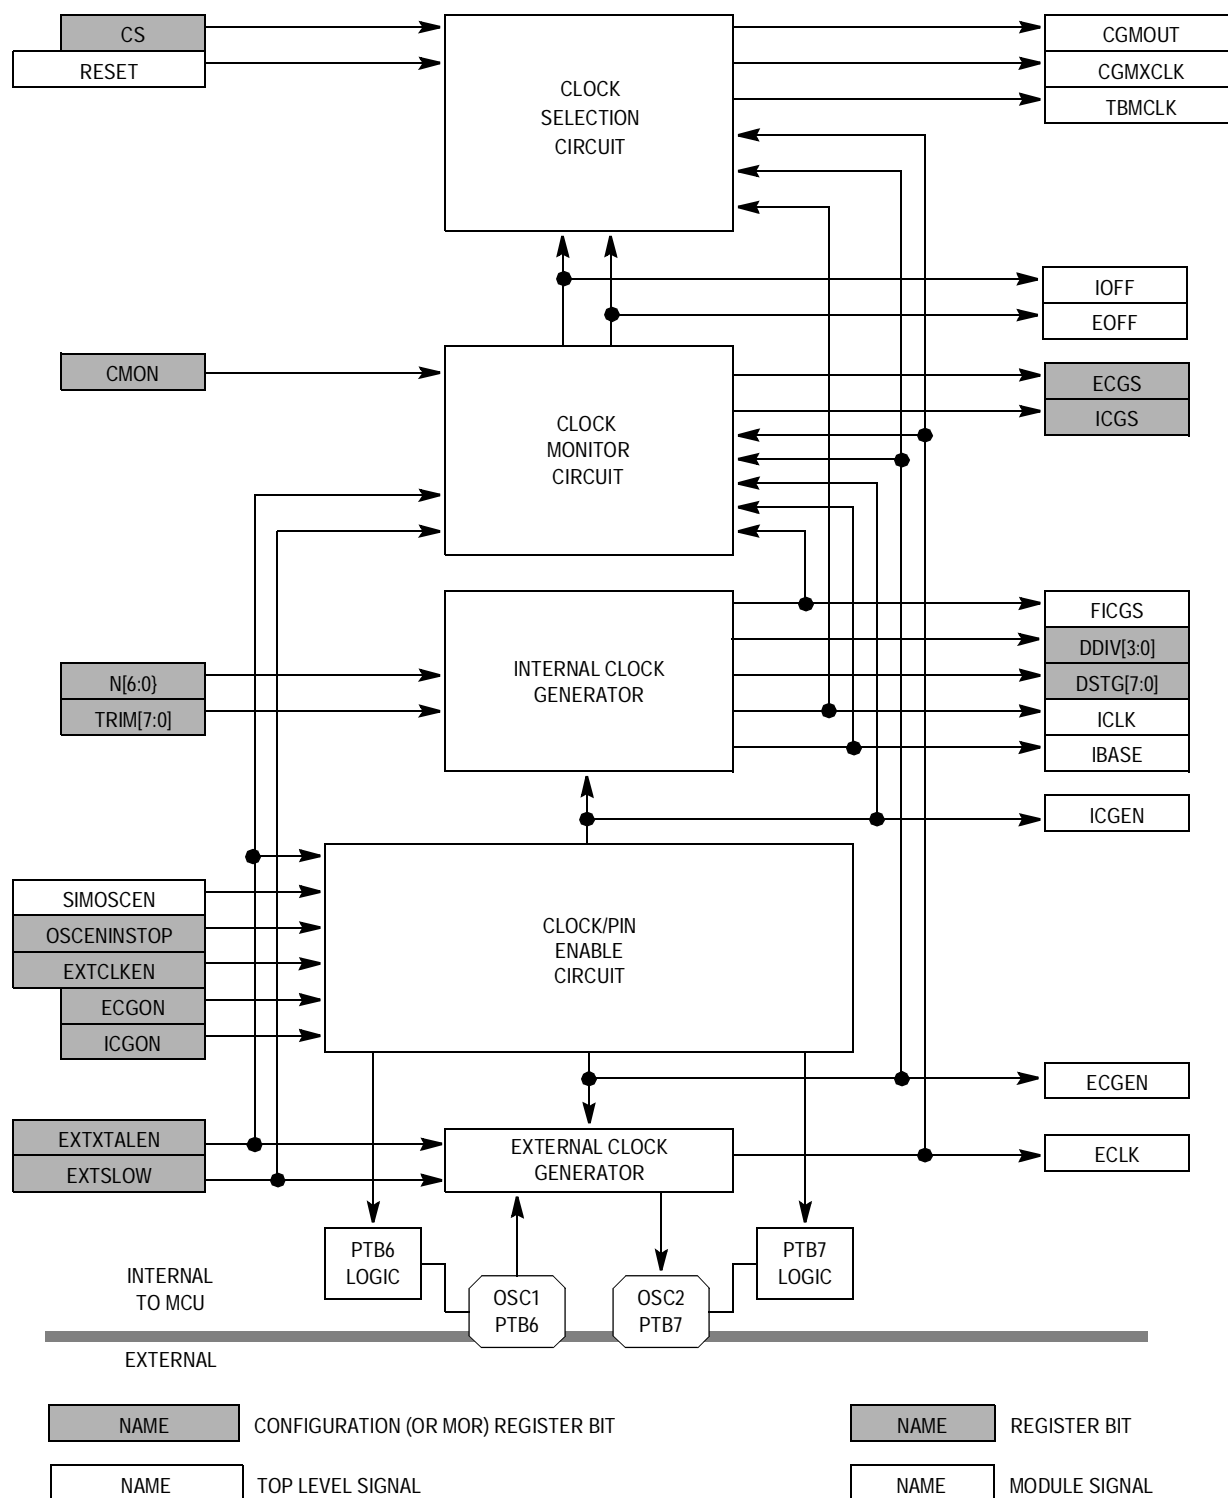 CS
RESET
CLOCK
SELECTION
CIRCUIT
CGMOUT
CGMXCLK
TBMCLK
IOFF
EOFF
CMON
CLOCK
MONITOR
CIRCUIT
ECGS
ICGS
N[6:0}
TRIM[7:0]
INTERNAL CLOCK
GENERATOR
FICGS
DDIV[3:0]
DSTG[7:0]
ICLK
IBASE
ICGEN
SIMOSCEN
OSCENINSTOP
EXTCLKEN
ECGON
ICGON
CLOCK/PIN
ENABLE
CIRCUIT
ECGEN
EXTXTALEN
EXTSLOW
EXTERNAL CLOCK
GENERATOR
ECLK
PTB6
LOGIC
OSC1
PTB6
OSC2
PTB7
PTB7
LOGIC
INTERNAL
TO MCU
EXTERNAL
NAME CONFIGURATION (OR MOR) REGISTER BIT
NAME REGISTER BIT
NAME TOP LEVEL SIGNAL
NAME MODULE SIGNAL